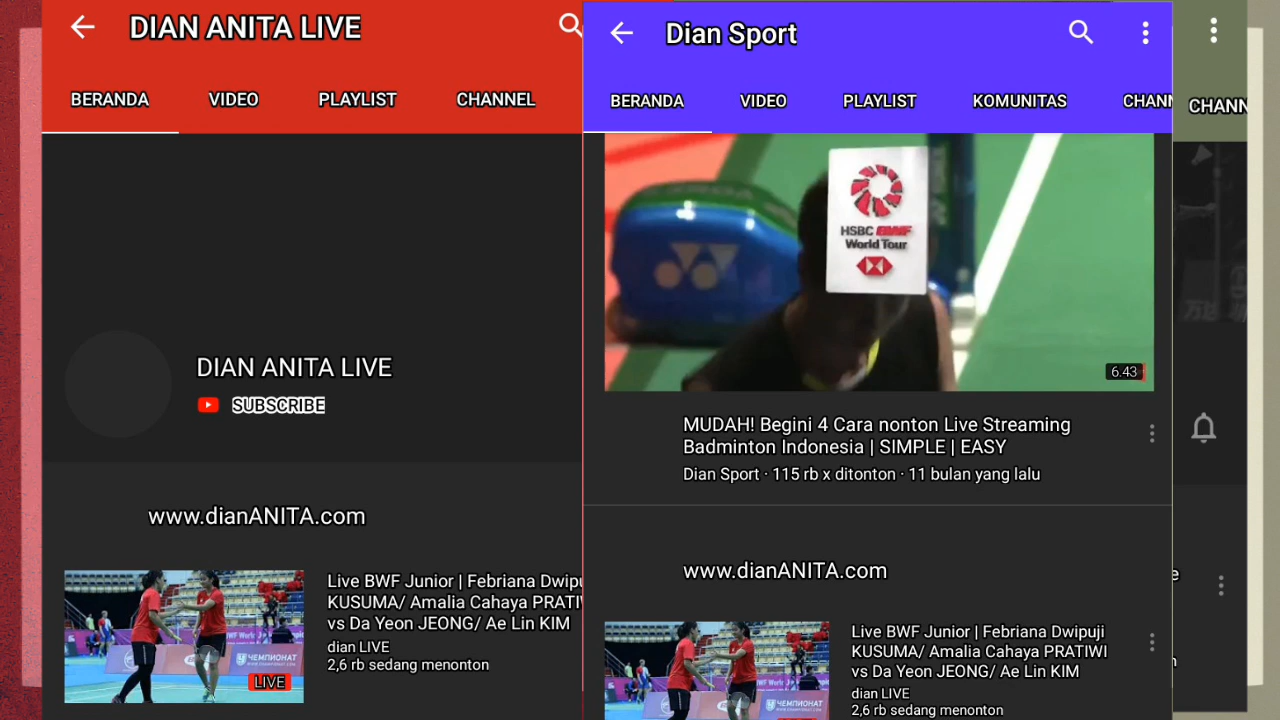 DIAN ANITA LIVE
BERANDA VIDEO PLAYLIST CHANNEL
DIAN ANITA LIVE
SUBSCRIBE
www.dianANITA.com
Live BWF Junior | Febriana Dwipu
KUSUMA/ Amalia Cahaya PRATI
vs Da Yeon JEONG/ Ae Lin KIM
dian LIVE
2,6 rb sedang menonton
ЧЕМПИОНАТ
LIVE
Dian Sport
BERANDA VIDEO PLAYLIST KOMUNITAS CHANN
HSBC BWF
World Tour
6.43
MUDAH! Begini 4 Cara nonton Live Streaming
Badminton Indonesia | SIMPLE | EASY
Dian Sport · 115 rb x ditonton · 11 bulan yang lalu
www.dianANITA.com
Live BWF Junior | Febriana Dwipuji
KUSUMA/ Amalia Cahaya PRATIWI
vs Da Yeon JEONG/ Ae Lin KIM
dian LIVE
2,6 rb sedang menonton
CHANN